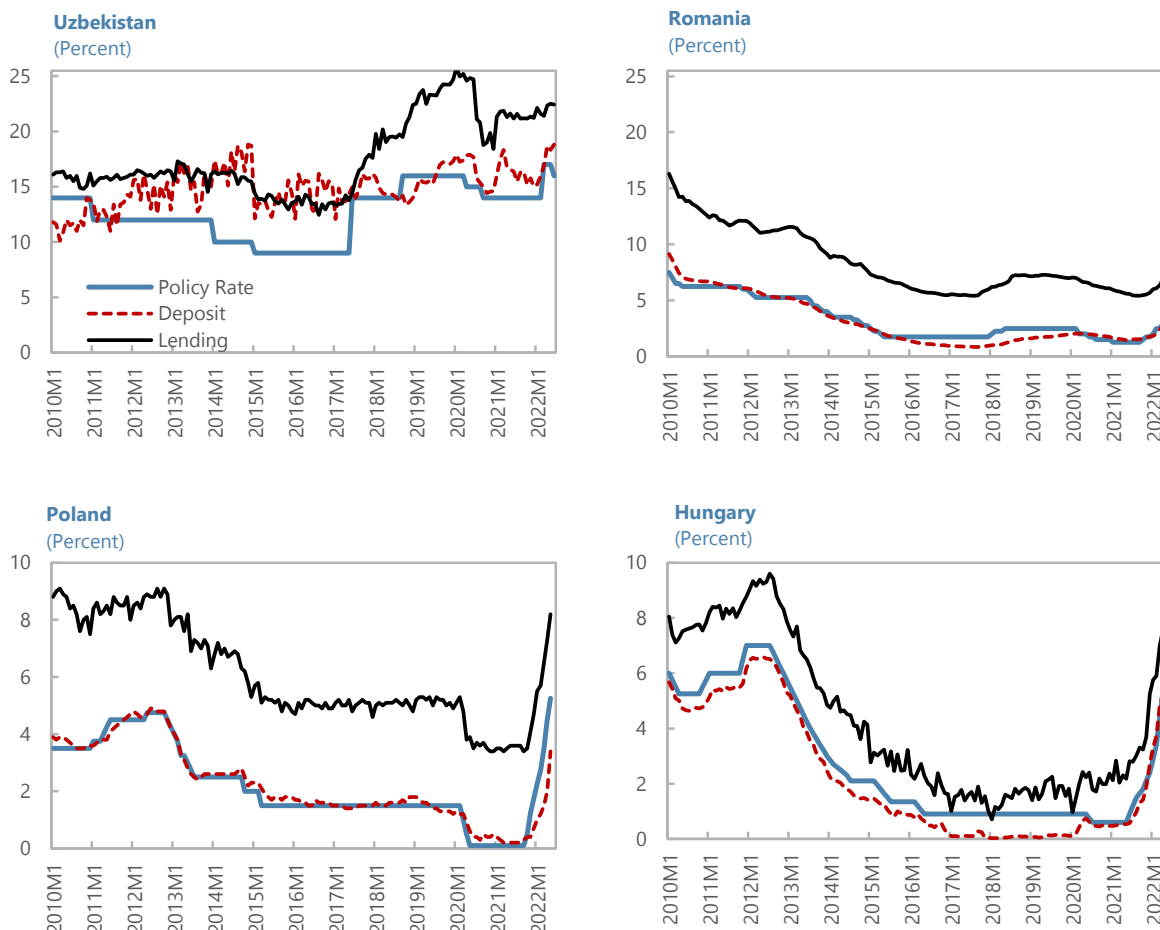 Uzbekistan
(Percent)
25
20
15
10
5
0
Policy Rate
Deposit
Lending
2010M1
2011M1
2012M1
2013M1
2014M1
2015M1
2016M1
2017M1
2018M1
2019M1
2020M1
2021M1
2022M1
Romania
(Percent)
25
20
15
10
5
0
2010M1
2011M1
2012M1
2013M1
2014M1
2015M1
2016M1
2017M1
2018M1
2019M1
2020M1
2021M1
2022M1
Poland
(Percent)
10
8
6
4
2
0
2010M1
2011M1
2012M1
2013M1
2014M1
2015M1
2016M1
2017M1
2018M1
2019M1
2020M1
2021M1
2022M1
Hungary
(Percent)
10
8
6
4
2
0
2010M1
2011M1
2012M1
2013M1
2014M1
2015M1
2016M1
2017M1
2018M1
2019M1
2020M1
2021M1
2022M1